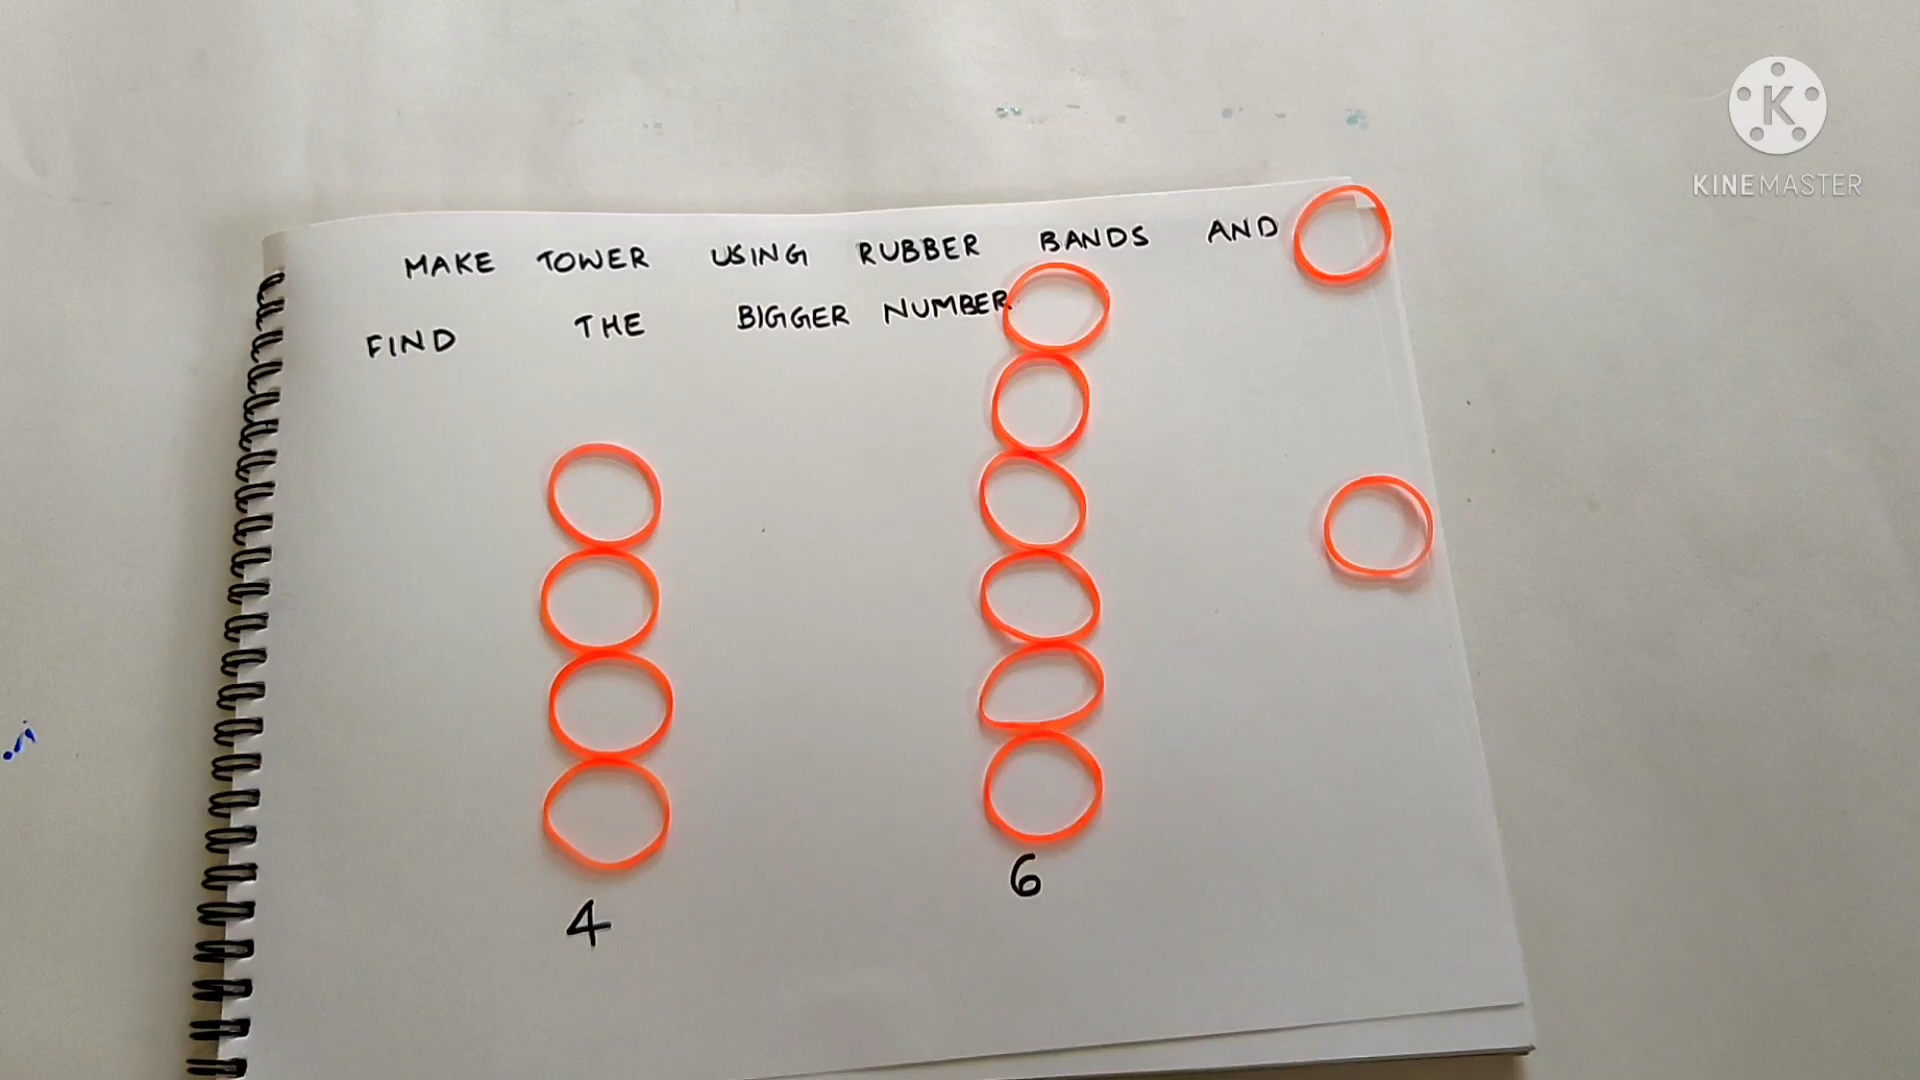 KINEMASTER
MAKE TOWER USING RUBBER BANDS AND
FIND THE BIGGER NUMBER
4
6